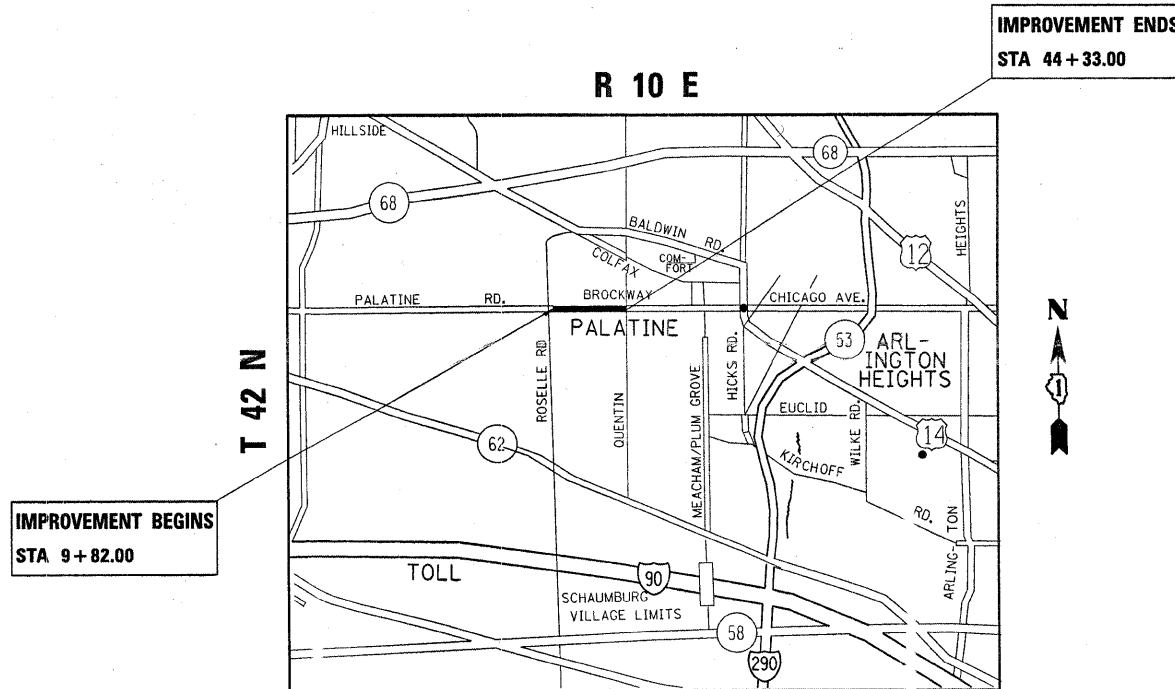 IMPROVEMENT ENDS
STA 44+33.00
R 10 E
HILLSIDE
68
68
12
HEIGHTS
BALDWIN RD.
COM-
FORT
COLFAX
PALATINE RD.
BROCKWAY
CHICAGO AVE.
PALATINE
N
1
T 42 N
ROSELLE RD
QUENTIN
MEACHAM/PLUM GROVE
HICKS RD.
53
ARL-
INGTON
HEIGHTS
EUCLID
WILKE RD.
14
62
KIRCHOFF
RD.
ARLING-TON
IMPROVEMENT BEGINS
STA 9+82.00
TOLL
90
SCHAUMBURG
VILLAGE LIMITS
58
290